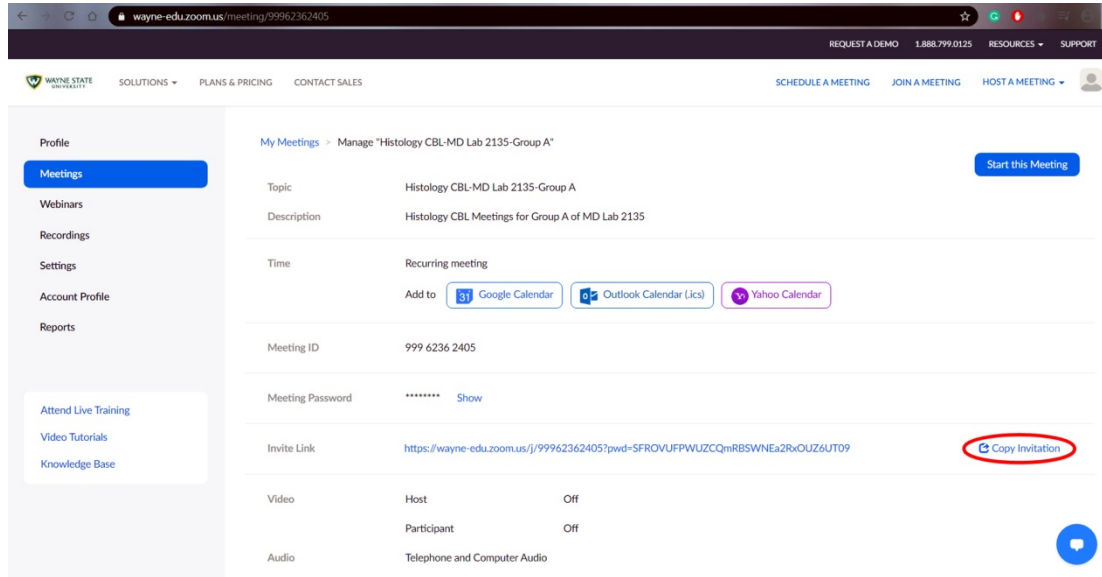 wayne-edu.zoom.us/meeting/99962362405
REQUEST A DEMO 1.888.799.0125 RESOURCES SUPPORT
WAYNE STATE
UNIVERSITY
SOLUTIONS PLANS & PRICING CONTACT SALES SCHEDULE A MEETING JOIN A MEETING HOST A MEETING
Profile
Meetings
Webinars
Recordings
Settings
Account Profile
Reports
Attend Live Training
Video Tutorials
Knowledge Base
My Meetings > Manage "Histology CBL-MD Lab 2135-Group A"
Start this Meeting
Topic Histology CBL-MD Lab 2135-Group A
Description Histology CBL Meetings for Group A of MD Lab 2135
Time Recurring meeting
Add to 31 Google Calendar Outlook Calendar (.ics) Yahoo Calendar
Meeting ID 999 6236 2405
Meeting Password ******** Show
Invite Link https://wayne-edu.zoom.us/j/99962362405?pwd=SFROVUFPWUZCQmRBSWNEa2RxOUZ6UT09 Copy Invitation
Video Host Off
Participant Off
Audio Telephone and Computer Audio